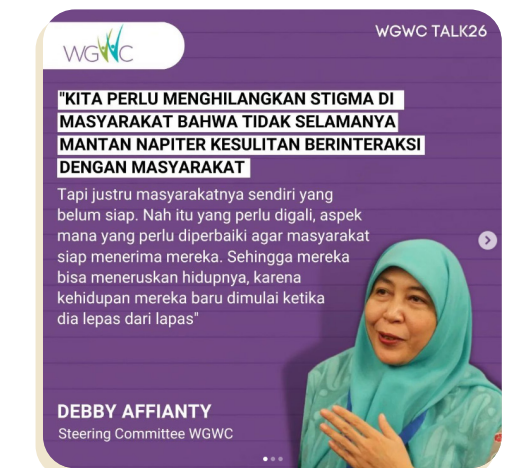 WGWC
WGWC TALK26
"KITA PERLU MENGHILANGKAN STIGMA DI
MASYARAKAT BAHWA TIDAK SELAMANYA
MANTAN NAPITER KESULITAN BERINTERAKSI
DENGAN MASYARAKAT
Tapi justru masyarakatnya sendiri yang
belum siap. Nah itu yang perlu digali, aspek
mana yang perlu diperbaiki agar masyarakat
siap menerima mereka. Sehingga mereka
bisa meneruskan hidupnya, karena
kehidupan mereka baru dimulai ketika
dia lepas dari lapas"
DEBBY AFFIANTY
Steering Committee WGWC